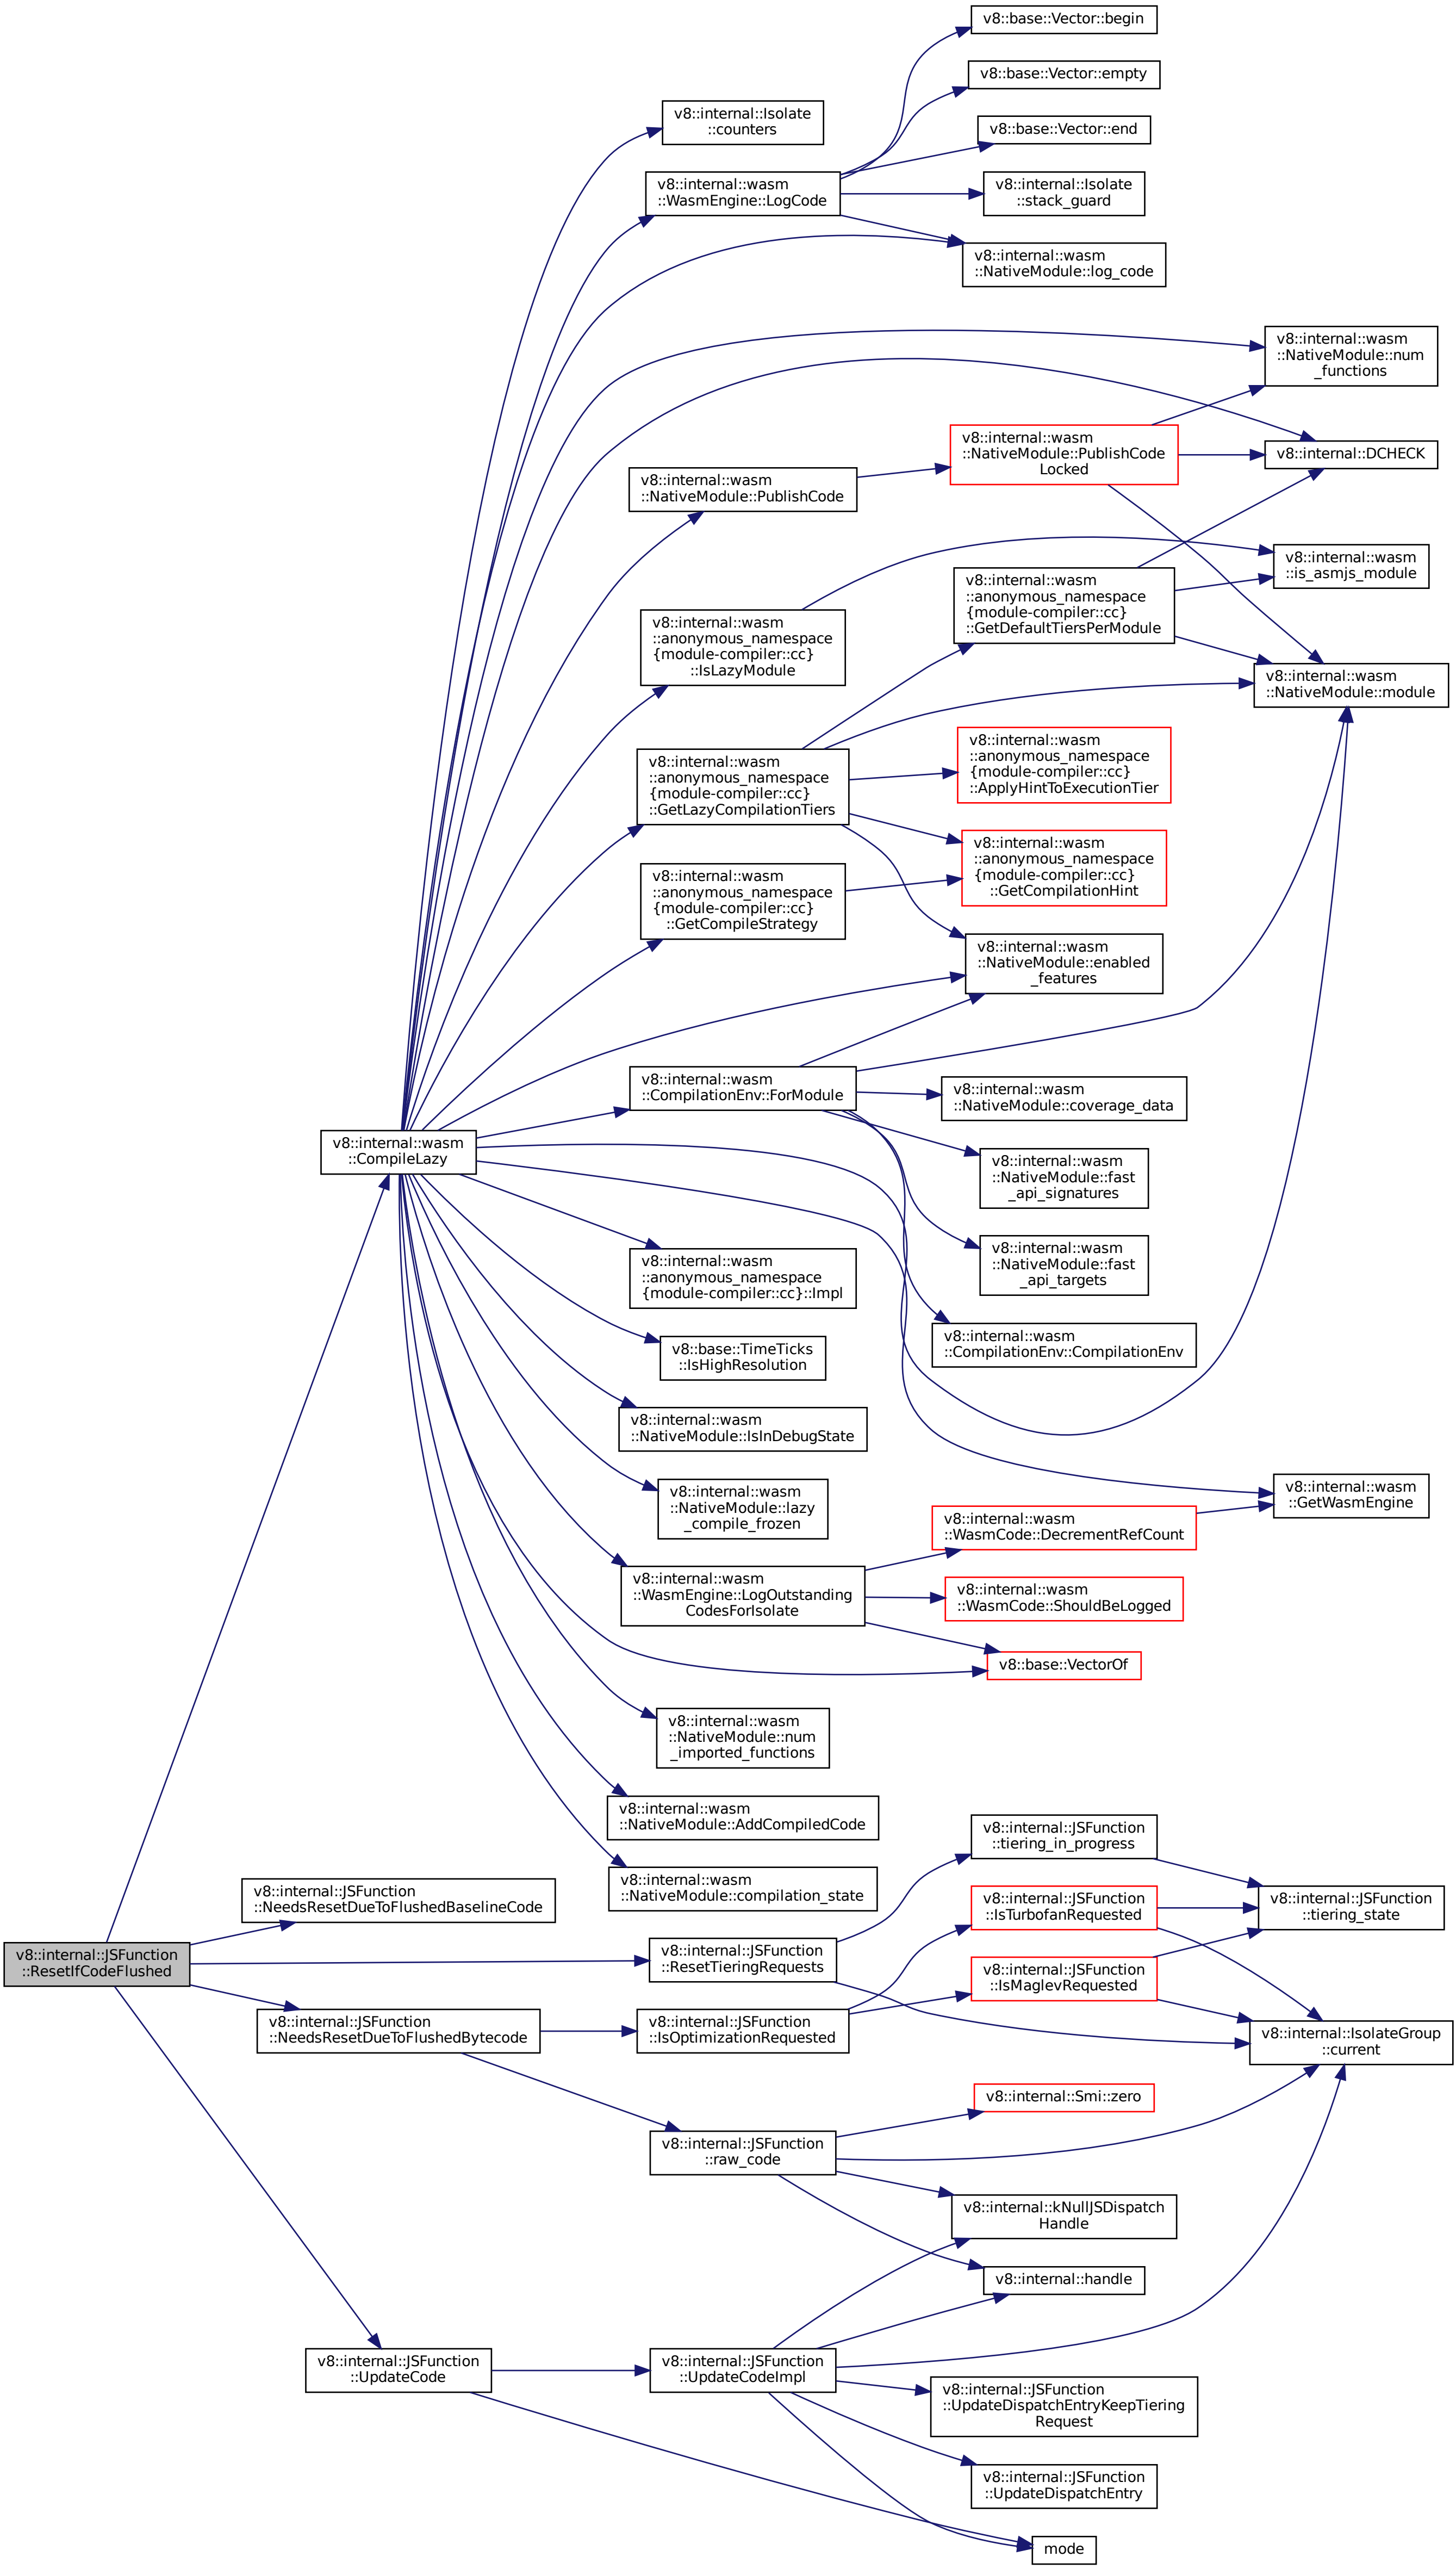 v8::base::Vector::begin
v8::base::Vector::empty
v8::internal::Isolate
::counters
v8::base::Vector::end
v8::internal::wasm
::WasmEngine::LogCode
v8::internal::Isolate
::stack_guard
v8::internal::wasm
::NativeModule::log_code
v8::internal::wasm
::NativeModule::num
_functions
v8::internal::wasm
::NativeModule::PublishCode
Locked
v8::internal::DCHECK
v8::internal::wasm
::NativeModule::PublishCode
v8::internal::wasm
::is_asmjs_module
v8::internal::wasm
::anonymous_namespace
{module-compiler::cc}
::GetDefaultTiersPerModule
v8::internal::wasm
::anonymous_namespace
{module-compiler::cc}
::IsLazyModule
v8::internal::wasm
::NativeModule::module
v8::internal::wasm
::anonymous_namespace
{module-compiler::cc}
::ApplyHintToExecutionTier
v8::internal::wasm
::anonymous_namespace
{module-compiler::cc}
::GetLazyCompilationTiers
v8::internal::wasm
::anonymous_namespace
{module-compiler::cc}
::GetCompilationHint
v8::internal::wasm
::anonymous_namespace
{module-compiler::cc}
::GetCompileStrategy
v8::internal::wasm
::NativeModule::enabled
_features
v8::internal::wasm
::CompilationEnv::ForModule
v8::internal::wasm
::NativeModule::coverage_data
v8::internal::wasm
::CompileLazy
v8::internal::wasm
::NativeModule::fast
_api_signatures
v8::internal::wasm
::NativeModule::fast
_api_targets
v8::internal::wasm
::anonymous_namespace
{module-compiler::cc}::Impl
v8::internal::wasm
::CompilationEnv::CompilationEnv
v8::base::TimeTicks
::IsHighResolution
v8::internal::wasm
::NativeModule::IsInDebugState
v8::internal::wasm
::GetWasmEngine
v8::internal::wasm
::NativeModule::lazy
_compile_frozen
v8::internal::wasm
::WasmCode::DecrementRefCount
v8::internal::wasm
::WasmEngine::LogOutstanding
CodesForIsolate
v8::internal::wasm
::WasmCode::ShouldBeLogged
v8::base::VectorOf
v8::internal::wasm
::NativeModule::num
_imported_functions
v8::internal::wasm
::NativeModule::AddCompiledCode
v8::internal::JSFunction
::tiering_in_progress
v8::internal::wasm
::NativeModule::compilation_state
v8::internal::JSFunction
::NeedsResetDueToFlushedBaselineCode
v8::internal::JSFunction
::IsTurbofanRequested
v8::internal::JSFunction
::tiering_state
v8::internal::JSFunction
::ResetIfCodeFlushed
v8::internal::JSFunction
::ResetTieringRequests
v8::internal::JSFunction
::IsMaglevRequested
v8::internal::JSFunction
::NeedsResetDueToFlushedBytecode
v8::internal::JSFunction
::IsOptimizationRequested
v8::internal::IsolateGroup
::current
v8::internal::Smi::zero
v8::internal::JSFunction
::raw_code
v8::internal::kNullJSDispatch
Handle
v8::internal::handle
v8::internal::JSFunction
::UpdateCode
v8::internal::JSFunction
::UpdateCodeImpl
v8::internal::JSFunction
::UpdateDispatchEntryKeepTiering
Request
v8::internal::JSFunction
::UpdateDispatchEntry
mode